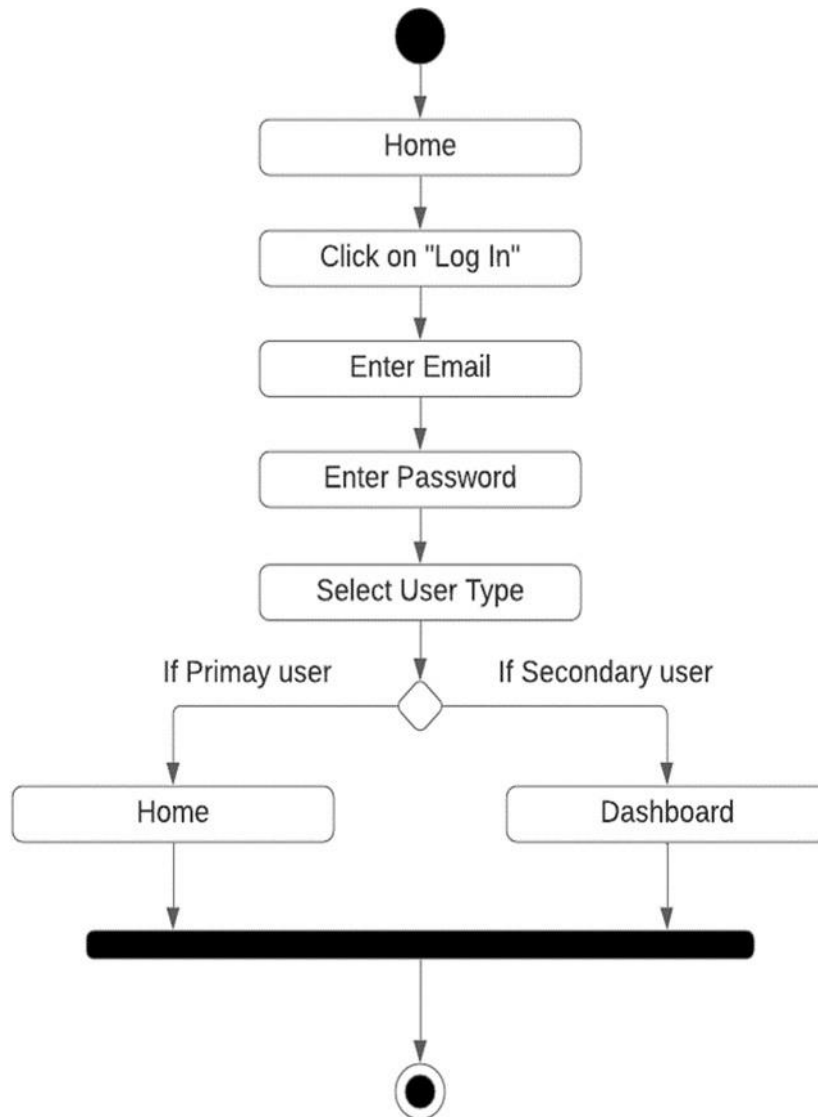 Home
Click on "Log In"
Enter Email
Enter Password
Select User Type
If Primay user
If Secondary user
Home
Dashboard